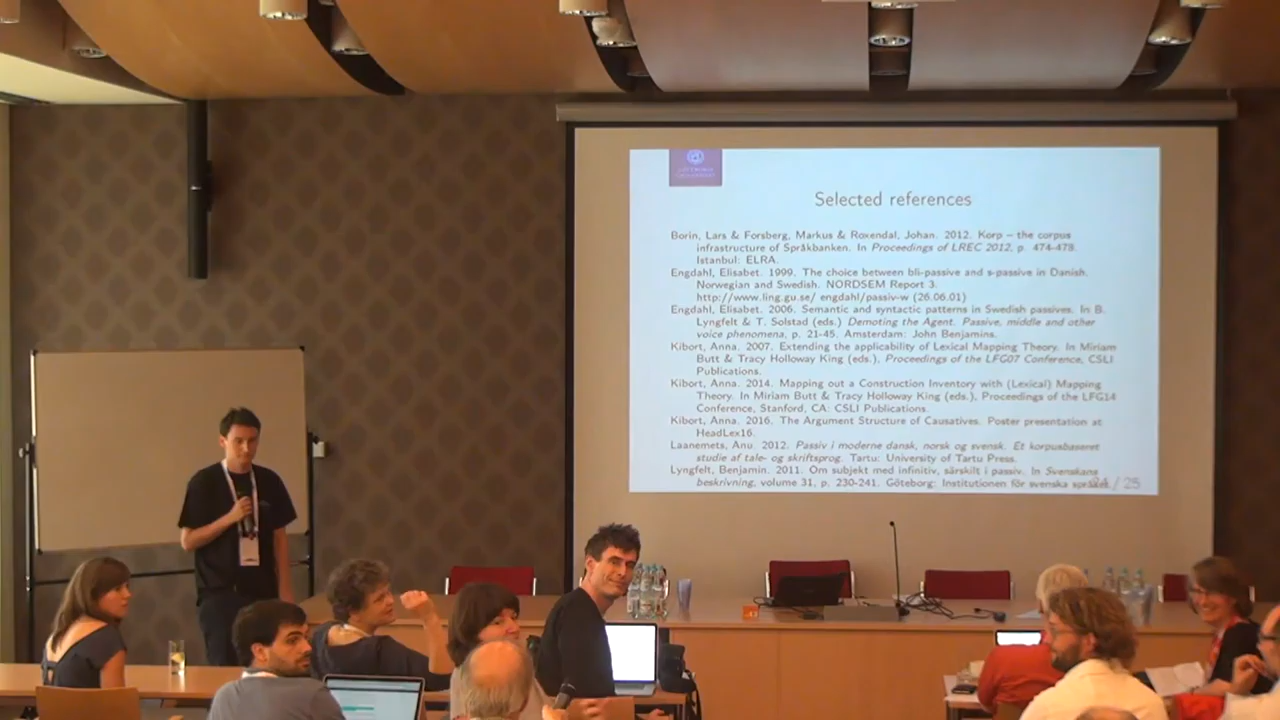 Selected references
Borin, Lars & Forsberg, Markus & Roxendal, Johan. 2012. Korp – the corpus
infrastructure of Språkbanken. In Proceedings of LREC 2012, p. 474-478.
Istanbul: ELRA.
Engdahl, Elisabet. 1999. The choice between bli-passive and s-passive in Danish.
Norwegian and Swedish. NORDSEM Report 3.
http://www.ling.gu.se/ engdahl/passiv-w (26.06.01)
Engdahl, Elisabet. 2006. Semantic and syntactic patterns in Swedish passives. In B.
Lyngfelt & T. Solstad (eds.) Demoting the Agent. Passive, middle and other
voice phenomena, p. 21-45. Amsterdam: John Benjamins.
Kibort, Anna. 2007. Extending the applicability of Lexical Mapping Theory. In Miriam
Butt & Tracy Holloway King (eds.), Proceedings of the LFG07 Conference, CSLI
Publications.
Kibort, Anna. 2014. Mapping out a Construction Inventory with (Lexical) Mapping
Theory. In Miriam Butt & Tracy Holloway King (eds.), Proceedings of the LFG14
Conference, Stanford, CA: CSLI Publications.
Kibort, Anna. 2016. The Argument Structure of Causatives. Poster presentation at
HeadLex16.
Laanemets, Anu. 2012. Passiv i moderne dansk, norsk og svensk. Et korpusbaseret
studie af tale- og skriftsprog. Tartu: University of Tartu Press.
Lyngfelt, Benjamin. 2011. Om subjekt med infinitiv, särskilt i passiv. In Svenskans
beskrivning, volume 31, p. 230-241. Göteborg: Institutionen för svenska språket.
24 / 25